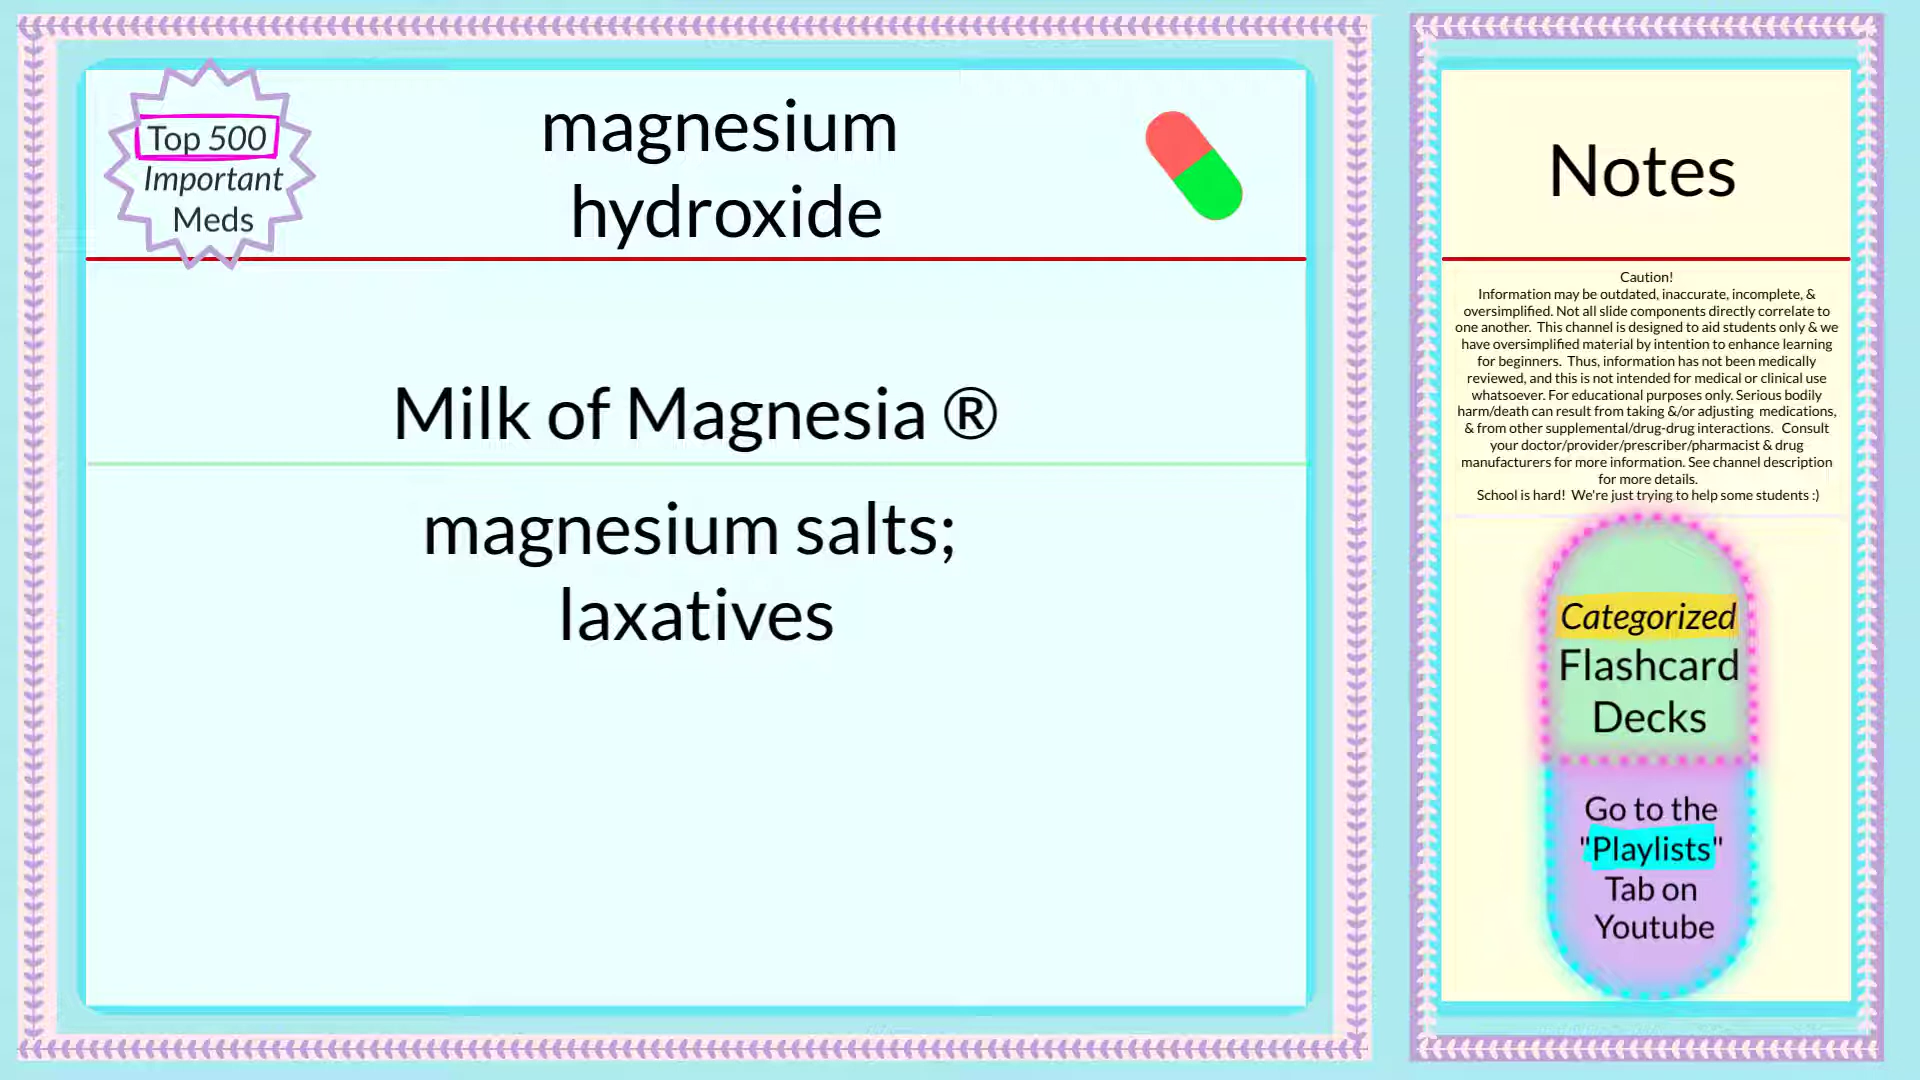 Top 500
Important
Meds
magnesium
hydroxide
Milk of Magnesia ®
magnesium salts;
laxatives
Notes
Caution!
Information may be outdated, inaccurate, incomplete, &
oversimplified. Not all slide components directly correlate to
one another. This channel is designed to aid students only & we
have oversimplified material by intention to enhance learning
for beginners. Thus, information has not been medically
reviewed, and this is not intended for medical or clinical use
whatsoever. For educational purposes only. Serious bodily
harm/death can result from taking &/or adjusting medications,
& from other supplemental/drug-drug interactions. Consult
your doctor/provider/prescriber/pharmacist & drug
manufacturers for more information. See channel description
for more details.
School is hard! We're just trying to help some students :)
Categorized
Flashcard
Decks
Go to the
"Playlists"
Tab on
Youtube